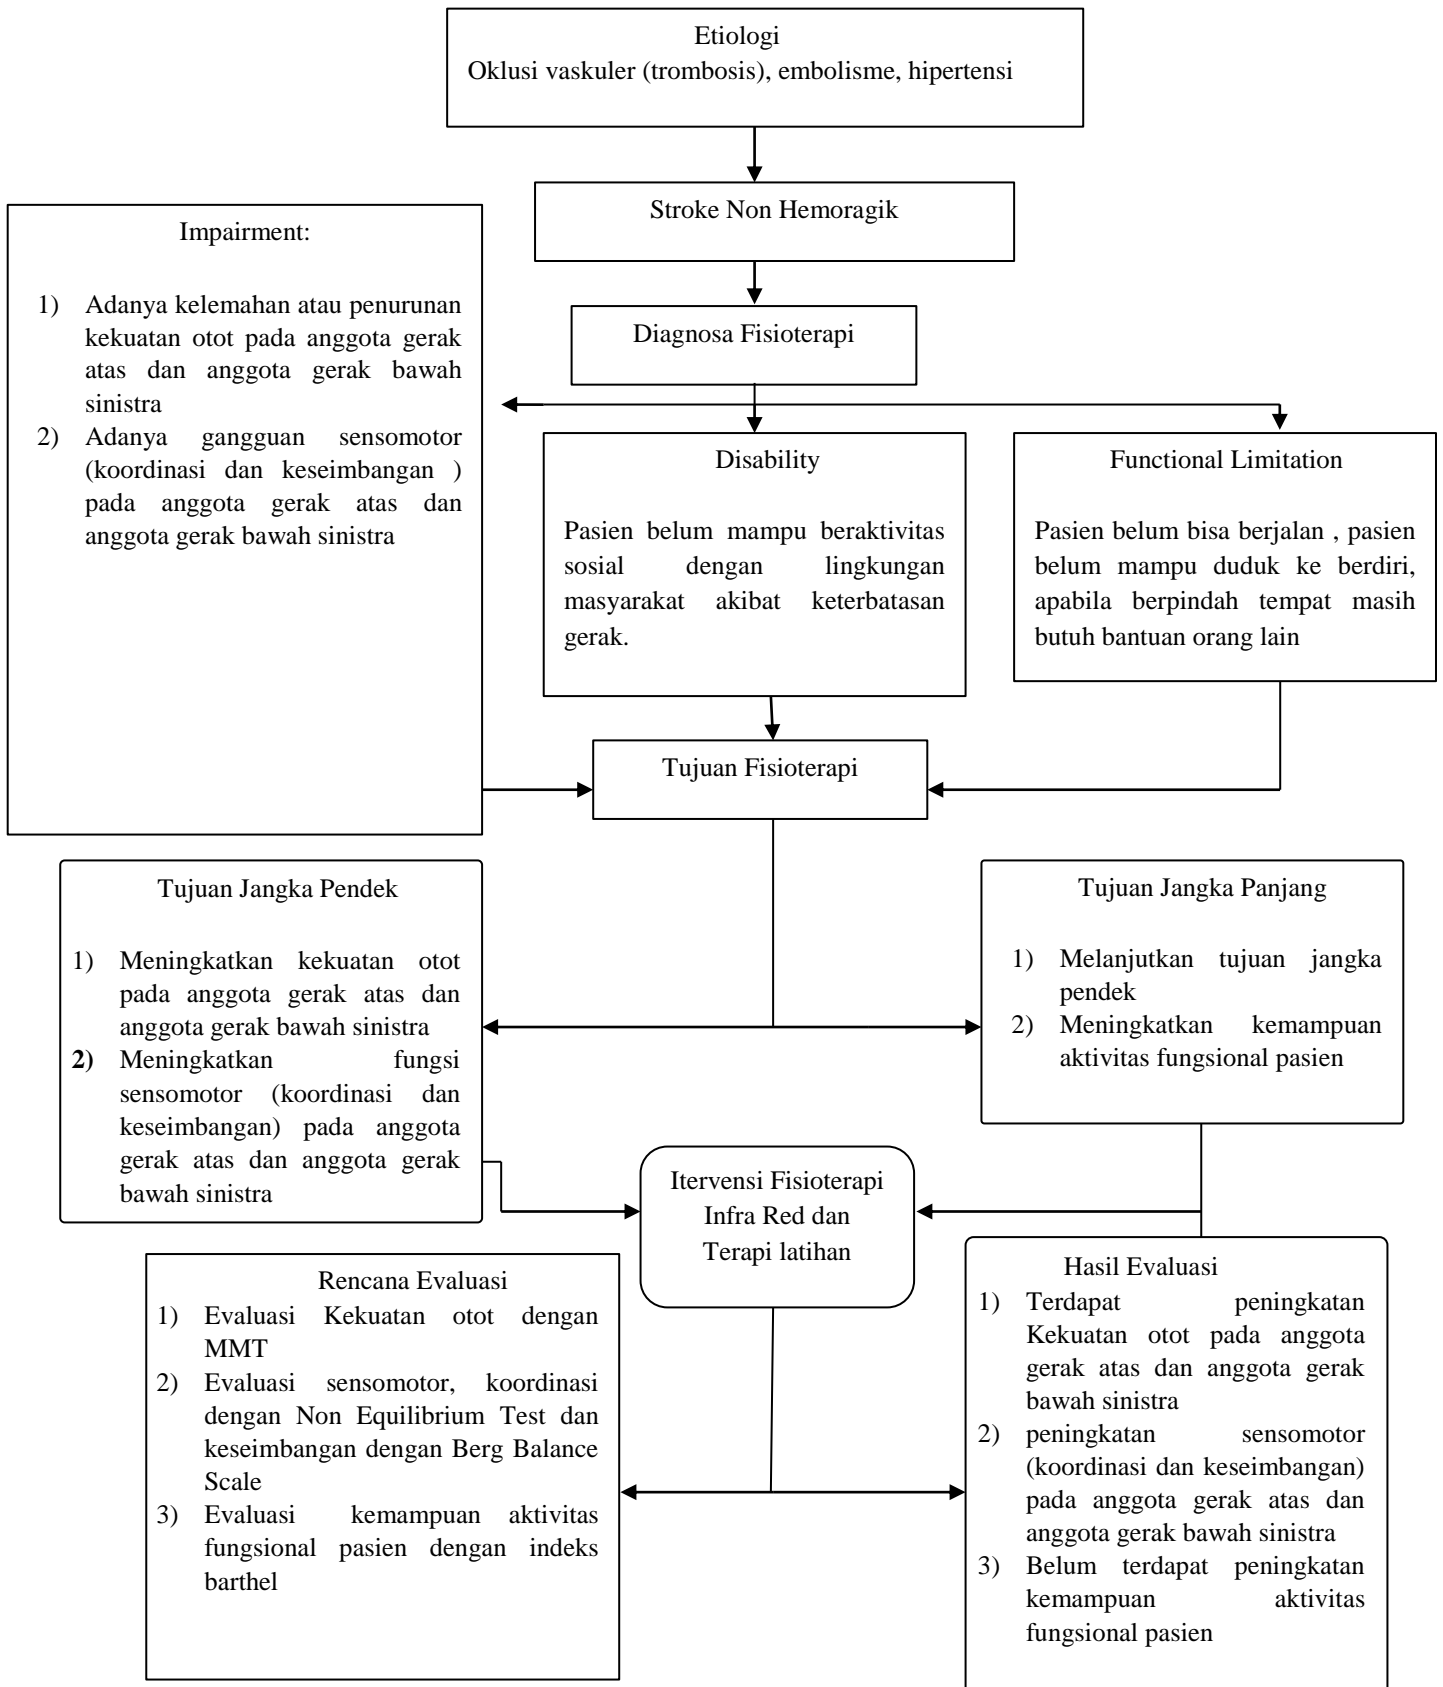 Etiologi
Oklusi vaskuler (trombosis), embolisme, hipertensi
Stroke Non Hemoragik
Diagnosa Fisioterapi
Impairment:
1) Adanya kelemahan atau penurunan
kekuatan otot pada anggota gerak
atas dan anggota gerak bawah
sinistra
2) Adanya gangguan sensomotor
(koordinasi dan keseimbangan )
pada anggota gerak atas dan
anggota gerak bawah sinistra
Disability
Pasien belum mampu beraktivitas
sosial dengan lingkungan
masyarakat akibat keterbatasan
gerak.
Functional Limitation
Pasien belum bisa berjalan , pasien
belum mampu duduk ke berdiri,
apabila berpindah tempat masih
butuh bantuan orang lain
Tujuan Fisioterapi
Tujuan Jangka Pendek
1) Meningkatkan kekuatan otot
pada anggota gerak atas dan
anggota gerak bawah sinistra
2) Meningkatkan fungsi
sensomotor (koordinasi dan
keseimbangan) pada anggota
gerak atas dan anggota gerak
bawah sinistra
Tujuan Jangka Panjang
1) Melanjutkan tujuan jangka
pendek
2) Meningkatkan kemampuan
aktivitas fungsional pasien
Itervensi Fisioterapi
Infra Red dan
Terapi latihan
Rencana Evaluasi
1) Evaluasi Kekuatan otot dengan
MMT
2) Evaluasi sensomotor, koordinasi
dengan Non Equilibrium Test dan
keseimbangan dengan Berg Balance
Scale
3) Evaluasi kemampuan aktivitas
fungsional pasien dengan indeks
barthel
Hasil Evaluasi
1) Terdapat peningkatan
Kekuatan otot pada anggota
gerak atas dan anggota gerak
bawah sinistra
2) peningkatan sensomotor
(koordinasi dan keseimbangan)
pada anggota gerak atas dan
anggota gerak bawah sinistra
3) Belum terdapat peningkatan
kemampuan aktivitas
fungsional pasien